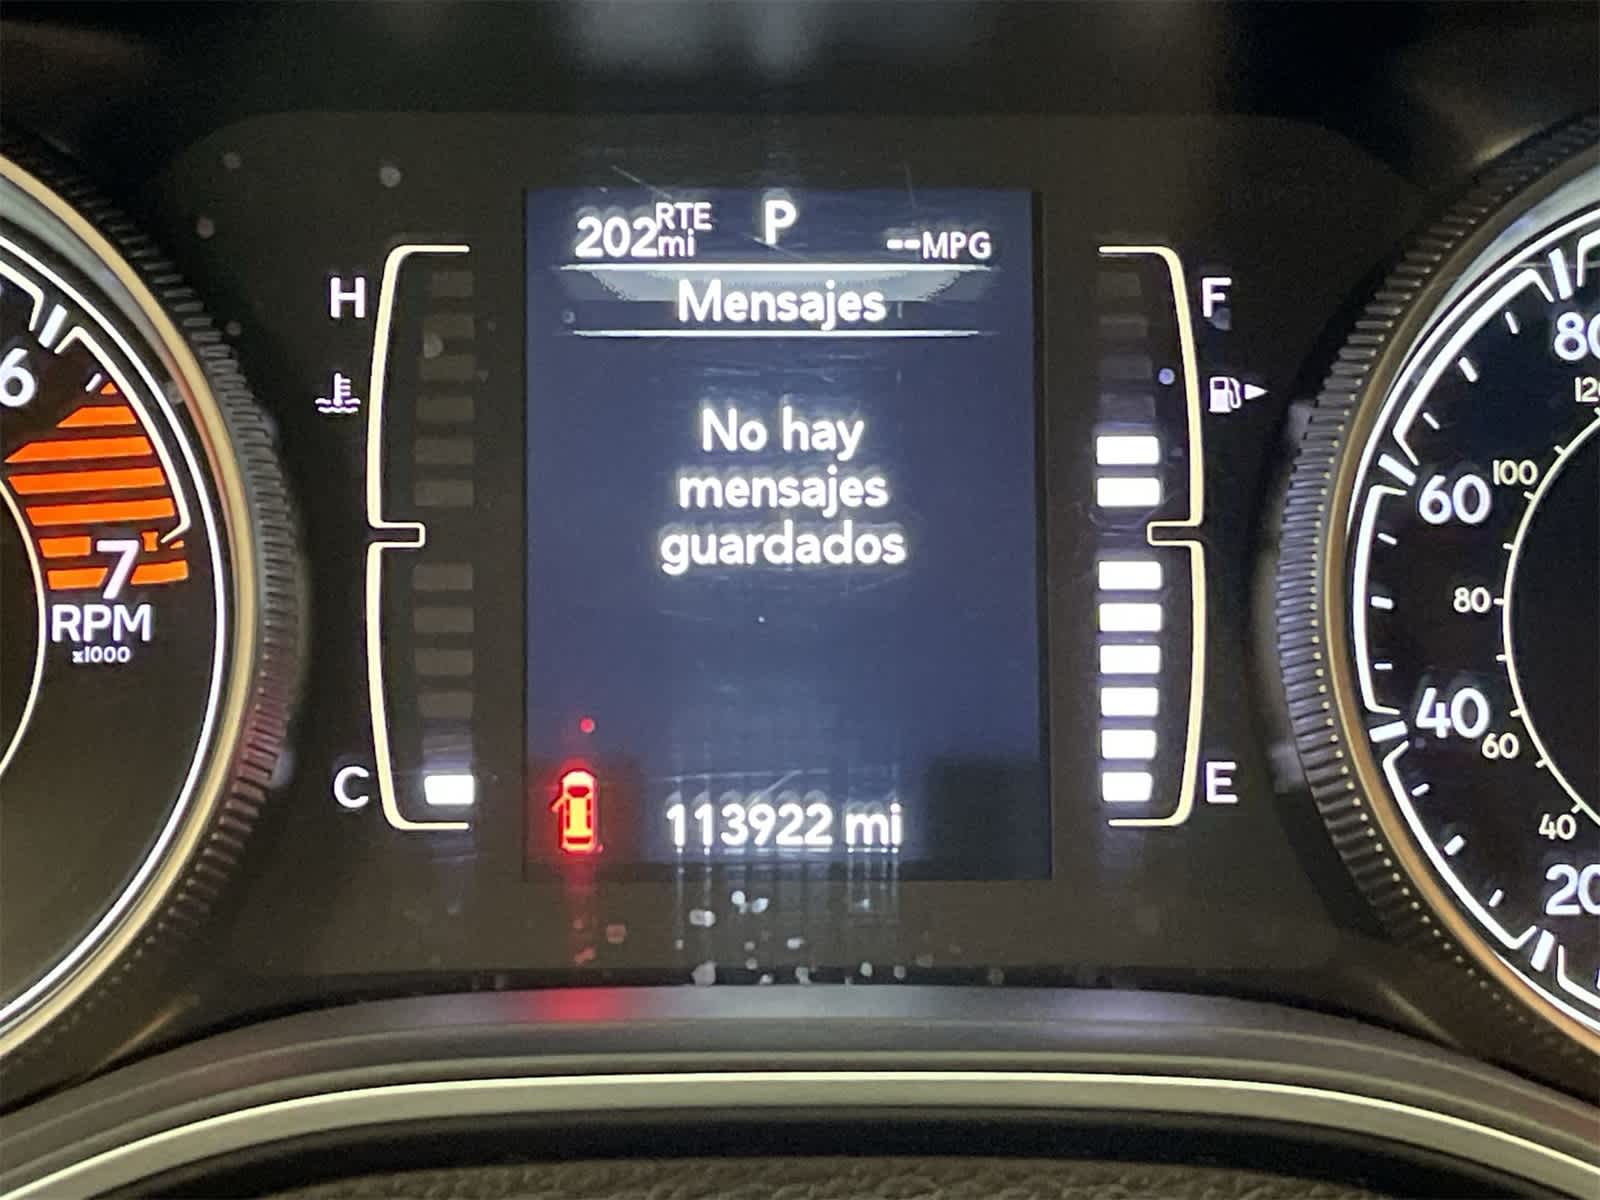 202 RTE mi P --MPG
Mensajes
No hay
mensajes
guardados
113922 mi
H
C
F
E
6
7
RPM
x1000
80
120
60
100
80
40
60
40
20